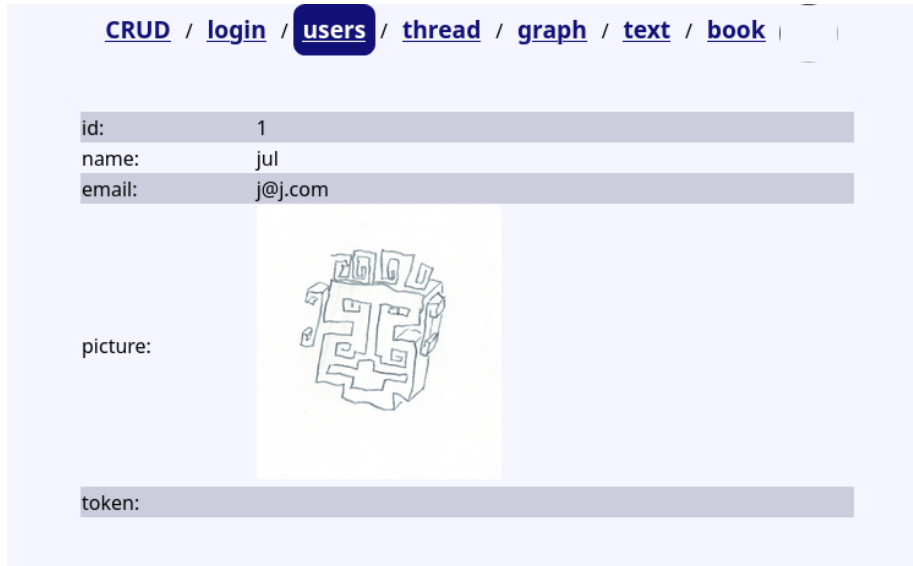 CRUD / login / users / thread / graph / text / book
id: 1
name: jul
email: j@j.com
picture:
token: